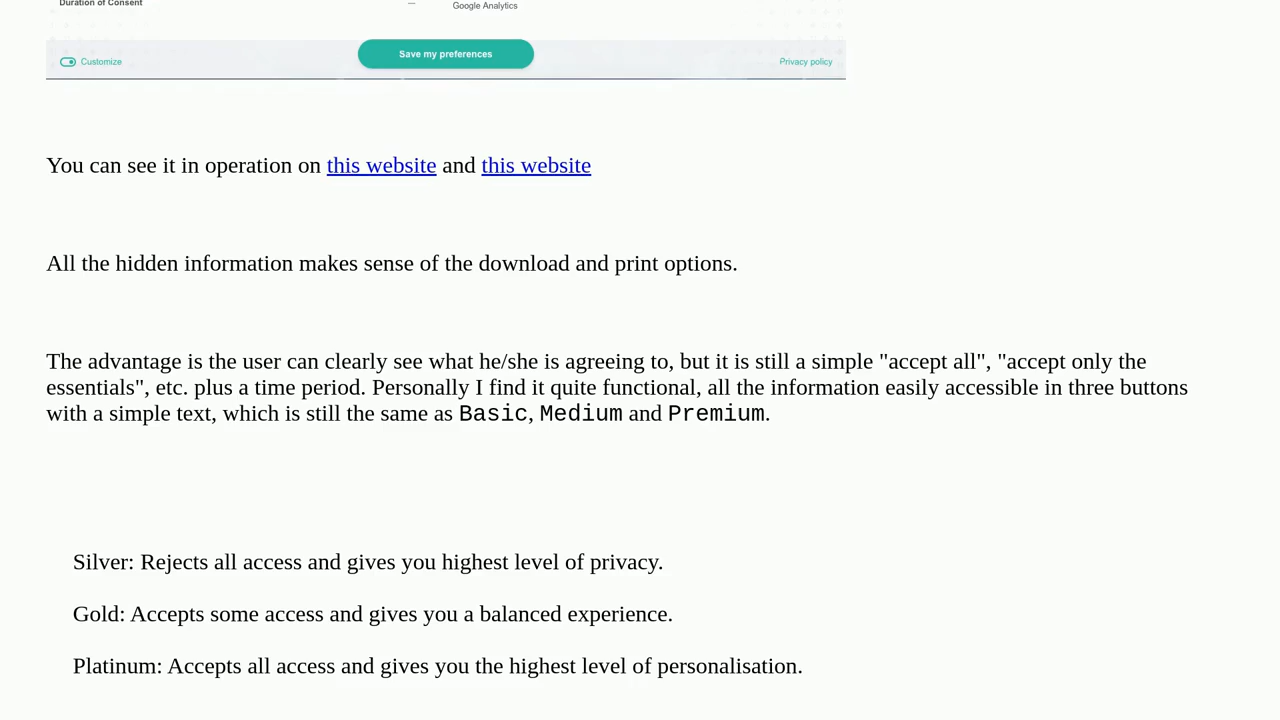 Duration of Consent
—
Google Analytics
Save my preferences
Customize
Privacy policy
You can see it in operation on this website and this website
All the hidden information makes sense of the download and print options.
The advantage is the user can clearly see what he/she is agreeing to, but it is still a simple "accept all", "accept only the
essentials", etc. plus a time period. Personally I find it quite functional, all the information easily accessible in three buttons
with a simple text, which is still the same as Basic, Medium and Premium.
Silver: Rejects all access and gives you highest level of privacy.
Gold: Accepts some access and gives you a balanced experience.
Platinum: Accepts all access and gives you the highest level of personalisation.